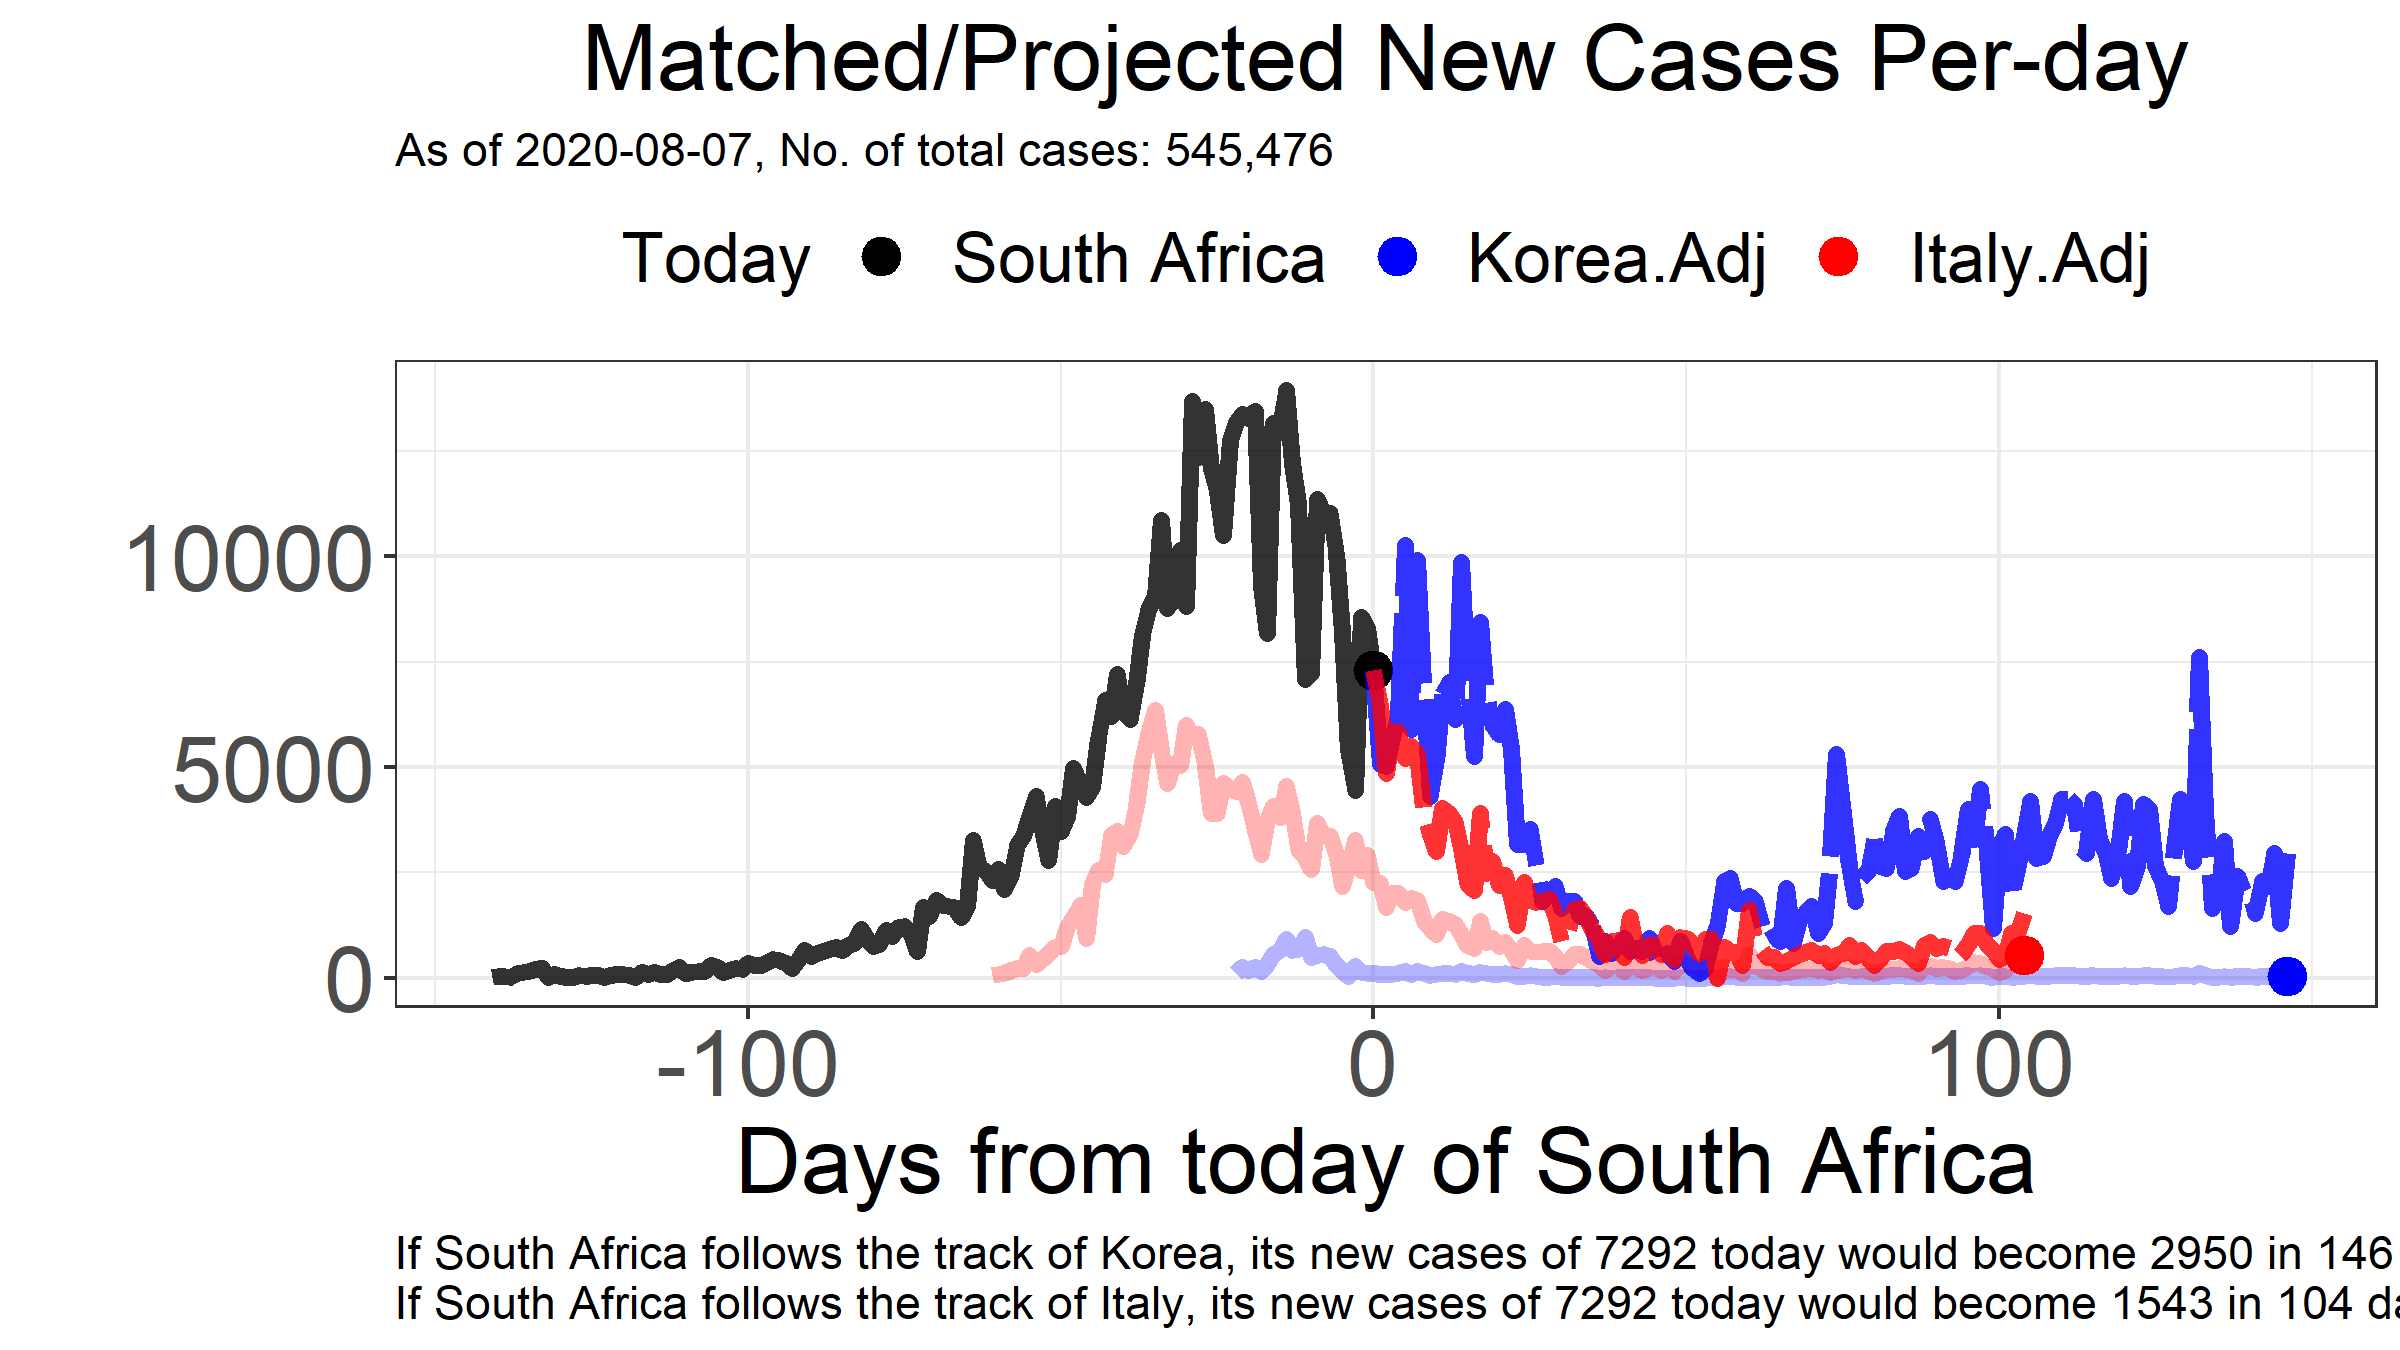 Matched/Projected New Cases Per-day
As of 2020-08-07, No. of total cases: 545,476
Today South Africa Korea.Adj Italy.Adj
10000
5000
0
-100 0 100
Days from today of South Africa
If South Africa follows the track of Korea, its new cases of 7292 today would become 2950 in 146
If South Africa follows the track of Italy, its new cases of 7292 today would become 1543 in 104